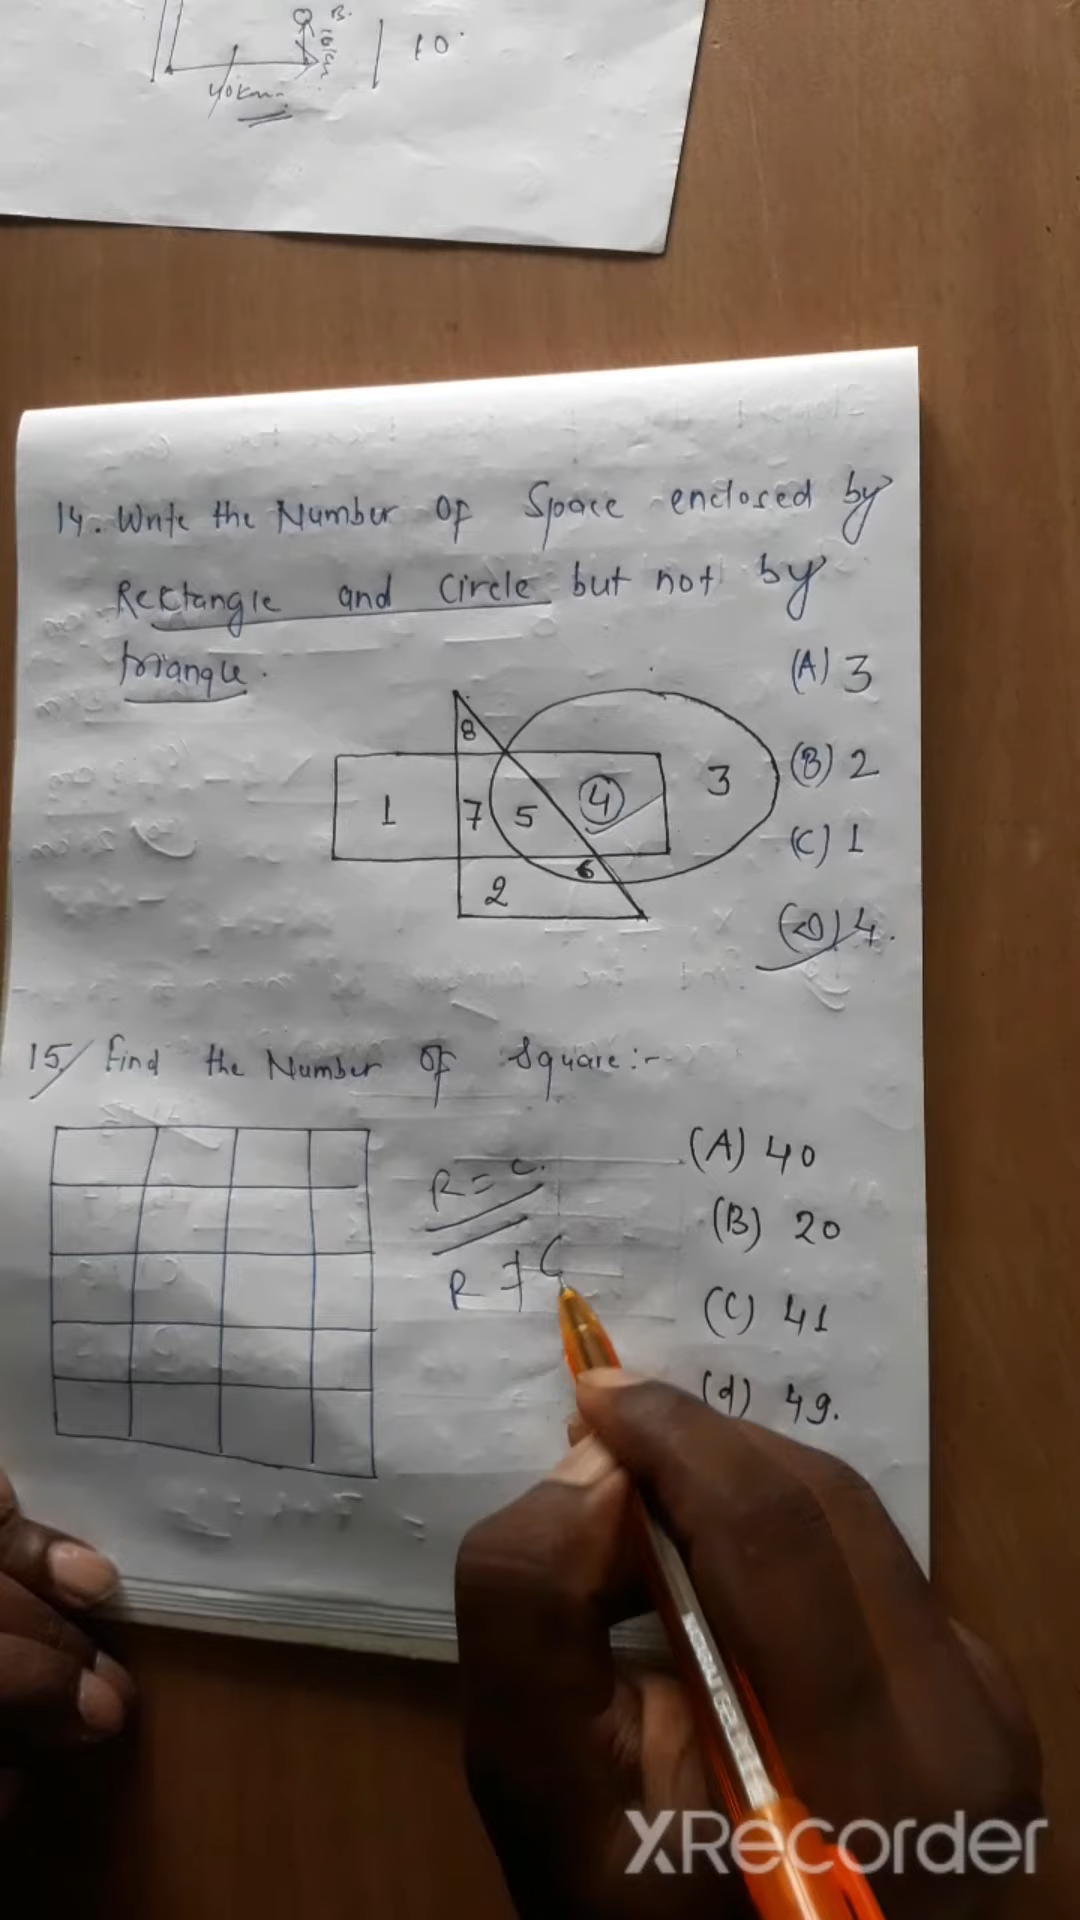 B.
10km
40km
10
14. Write the Number Of Space enclosed by
Rectangle and Circle but not by
triangle.
(A) 3
(B) 2
(C) 1
(D) 4.
8
1
7
5
4
3
6
2
15/ Find the Number Of Square:-
R = C.
R ≠ C
(A) 40
(B) 20
(C) 41
(d) 49.
XRecorder